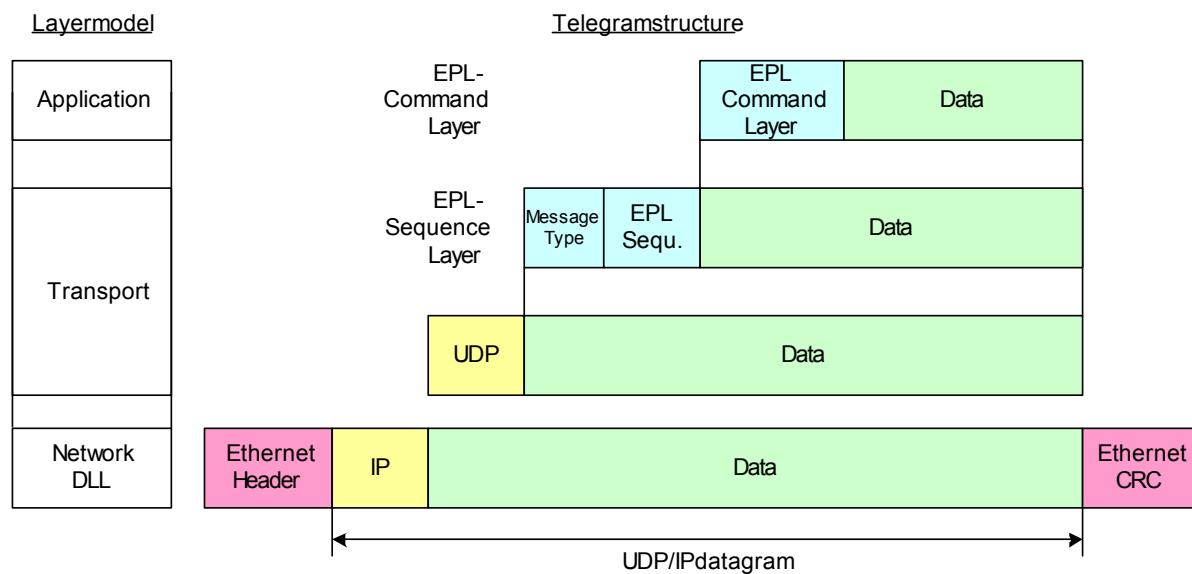 Layermodel
Telegramstructure
Application
EPL-
Command
Layer
EPL
Command
Layer
Data
Transport
EPL-
Sequence
Layer
Message
Type
EPL
Sequ.
Data
UDP
Data
Network
DLL
Ethernet
Header
IP
Data
Ethernet
CRC
UDP/IPdatagram